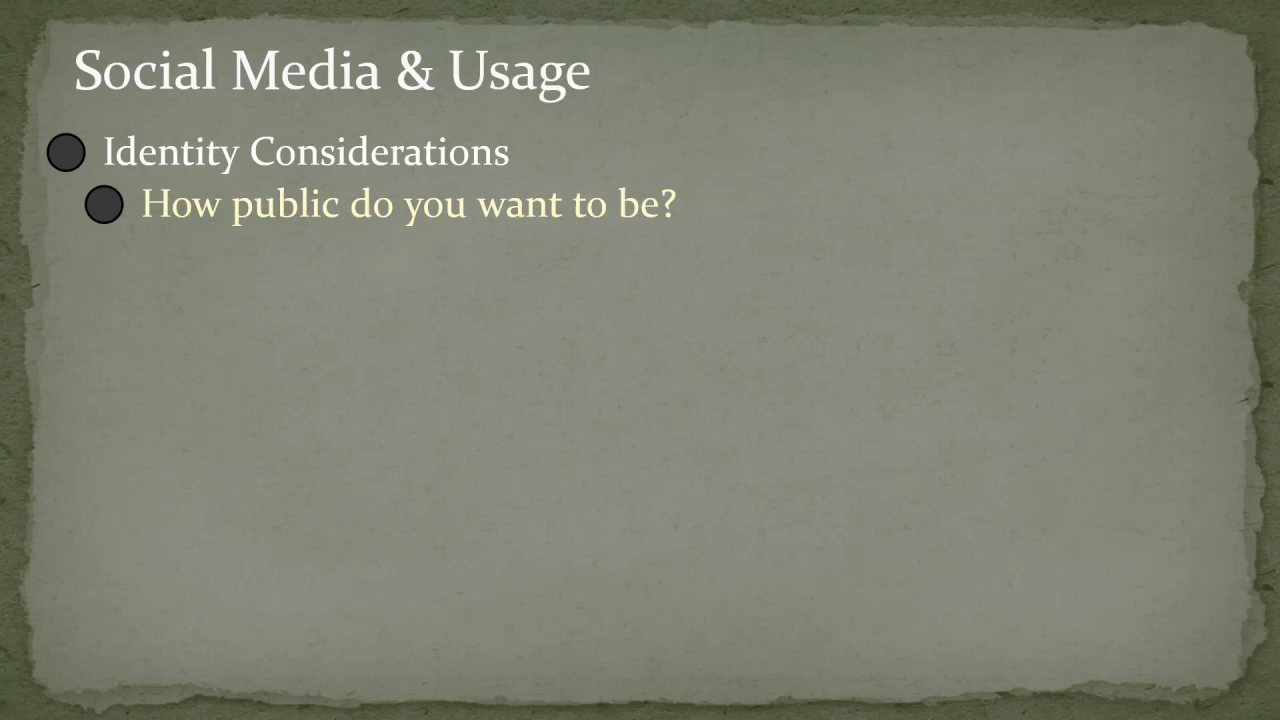 Social Media & Usage
Identity Considerations
How public do you want to be?